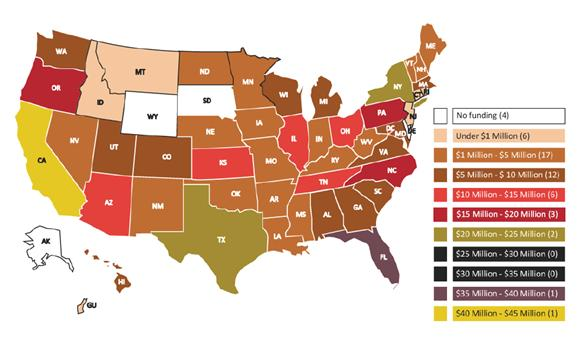 WA
MT
ND
MN
ME
VT
NH
OR
ID
SD
WI
MI
NY
MA
CT
RI
WY
IA
PA
NJ
NE
NV
UT
CO
IL
IN
OH
DE
MD
DC
WV
VA
CA
KS
MO
KY
NC
TN
AZ
NM
OK
AR
SC
MS
AL
GA
TX
LA
AK
FL
HI
GU
No funding (4)
Under $1 Million (6)
$1 Million - $5 Million (17)
$5 Million - $ 10 Million (12)
$10 Million - $15 Million (6)
$15 Million - $20 Million (3)
$20 Million - $25 Million (2)
$25 Million - $30 Million (0)
$30 Million - $35 Million (0)
$35 Million - $40 Million (1)
$40 Million - $45 Million (1)